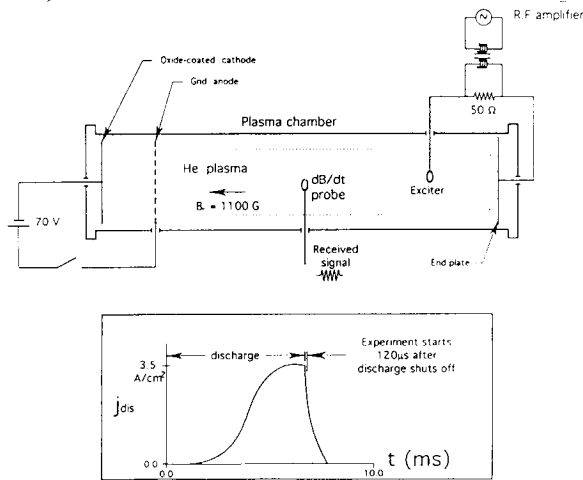 R.F amplifier
Oxide-coated cathode
Gnd anode
50 Ω
Plasma chamber
He plasma
dB/dt
probe
Exciter
B₀ = 1100 G
70 V
Received
signal
End plate
discharge
Experiment starts
120μs after
discharge shuts off
3.5
A/cm²
jdis
0.0
0.0
10.0
t (ms)